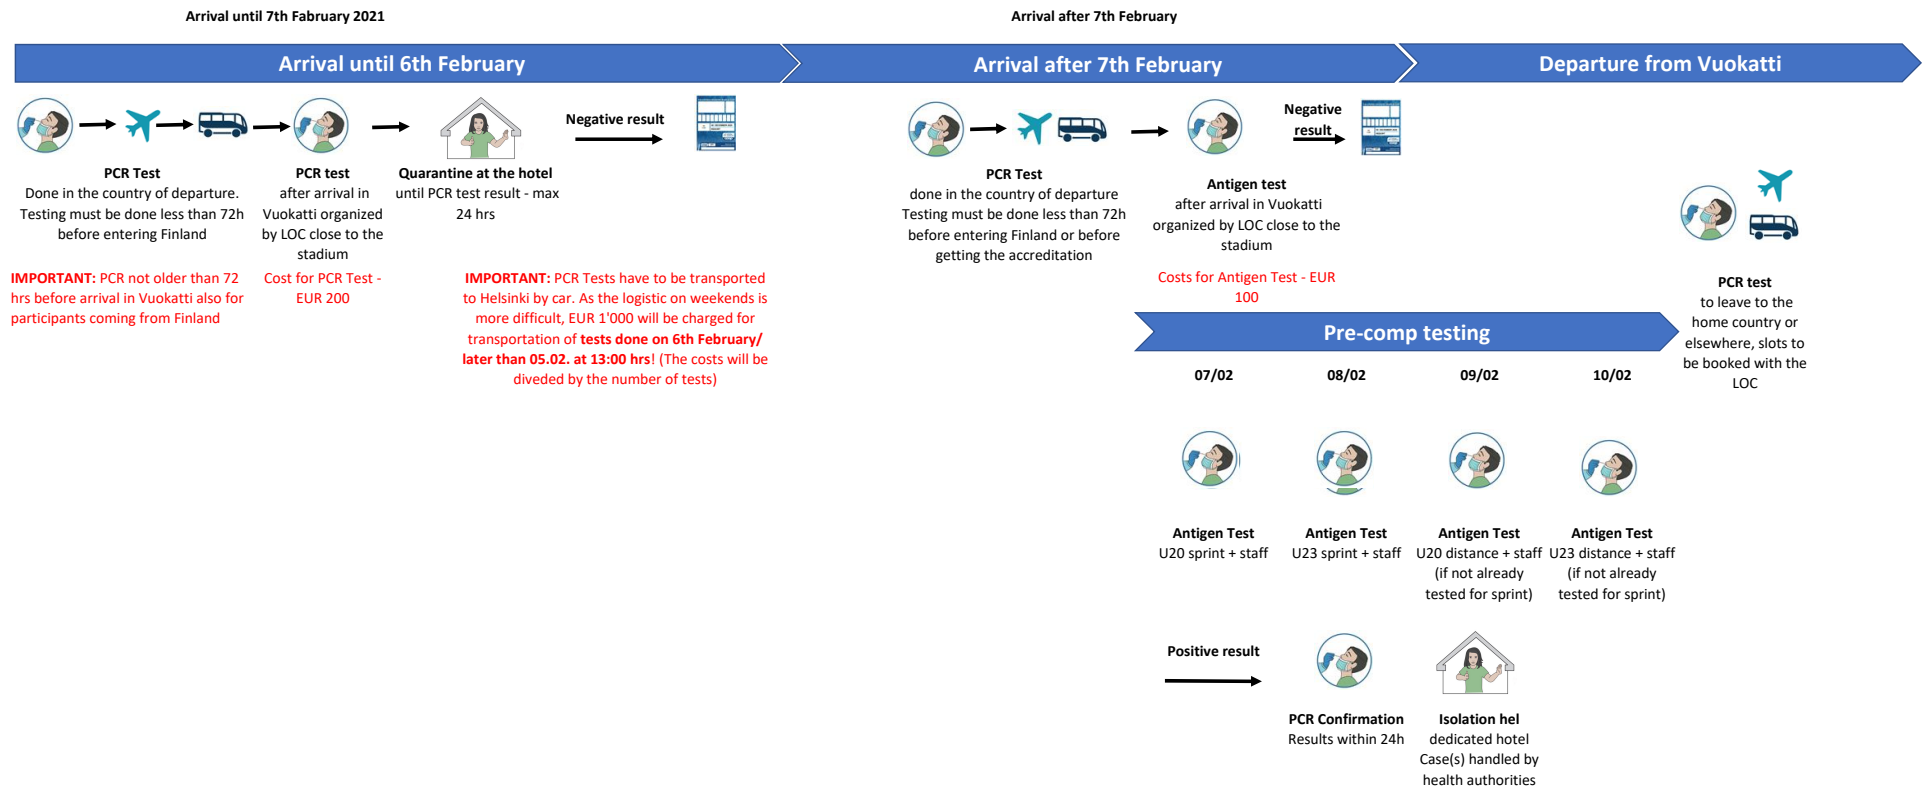 Arrival until 7th Fabruary 2021
Arrival after 7th February
Arrival until 6th February
Arrival after 7th February
Departure from Vuokatti
PCR Test
Done in the country of departure.
Testing must be done less than 72h
before entering Finland
IMPORTANT: PCR not older than 72
hrs before arrival in Vuokatti also for
participants coming from Finland
PCR test
after arrival in
Vuokatti organized
by LOC close to the
stadium
Cost for PCR Test -
EUR 200
Quarantine at the hotel
until PCR test result - max
24 hrs
Negative result
IMPORTANT: PCR Tests have to be transported
to Helsinki by car. As the logistic on weekends is
more difficult, EUR 1'000 will be charged for
transportation of tests done on 6th February/
later than 05.02. at 13:00 hrs! (The costs will be
diveded by the number of tests)
PCR Test
done in the country of departure
Testing must be done less than 72h
before entering Finland or before
getting the accreditation
Antigen test
after arrival in Vuokatti
organized by LOC close to the
stadium
Costs for Antigen Test - EUR
100
Negative
result
PCR test
to leave to the
home country or
elsewhere, slots to
be booked with the
LOC
Pre-comp testing
07/02
08/02
09/02
10/02
Antigen Test
U20 sprint + staff
Antigen Test
U23 sprint + staff
Antigen Test
U20 distance + staff
(if not already
tested for sprint)
Antigen Test
U23 distance + staff
(if not already
tested for sprint)
Positive result
PCR Confirmation
Results within 24h
Isolation hel
dedicated hotel
Case(s) handled by
health authorities